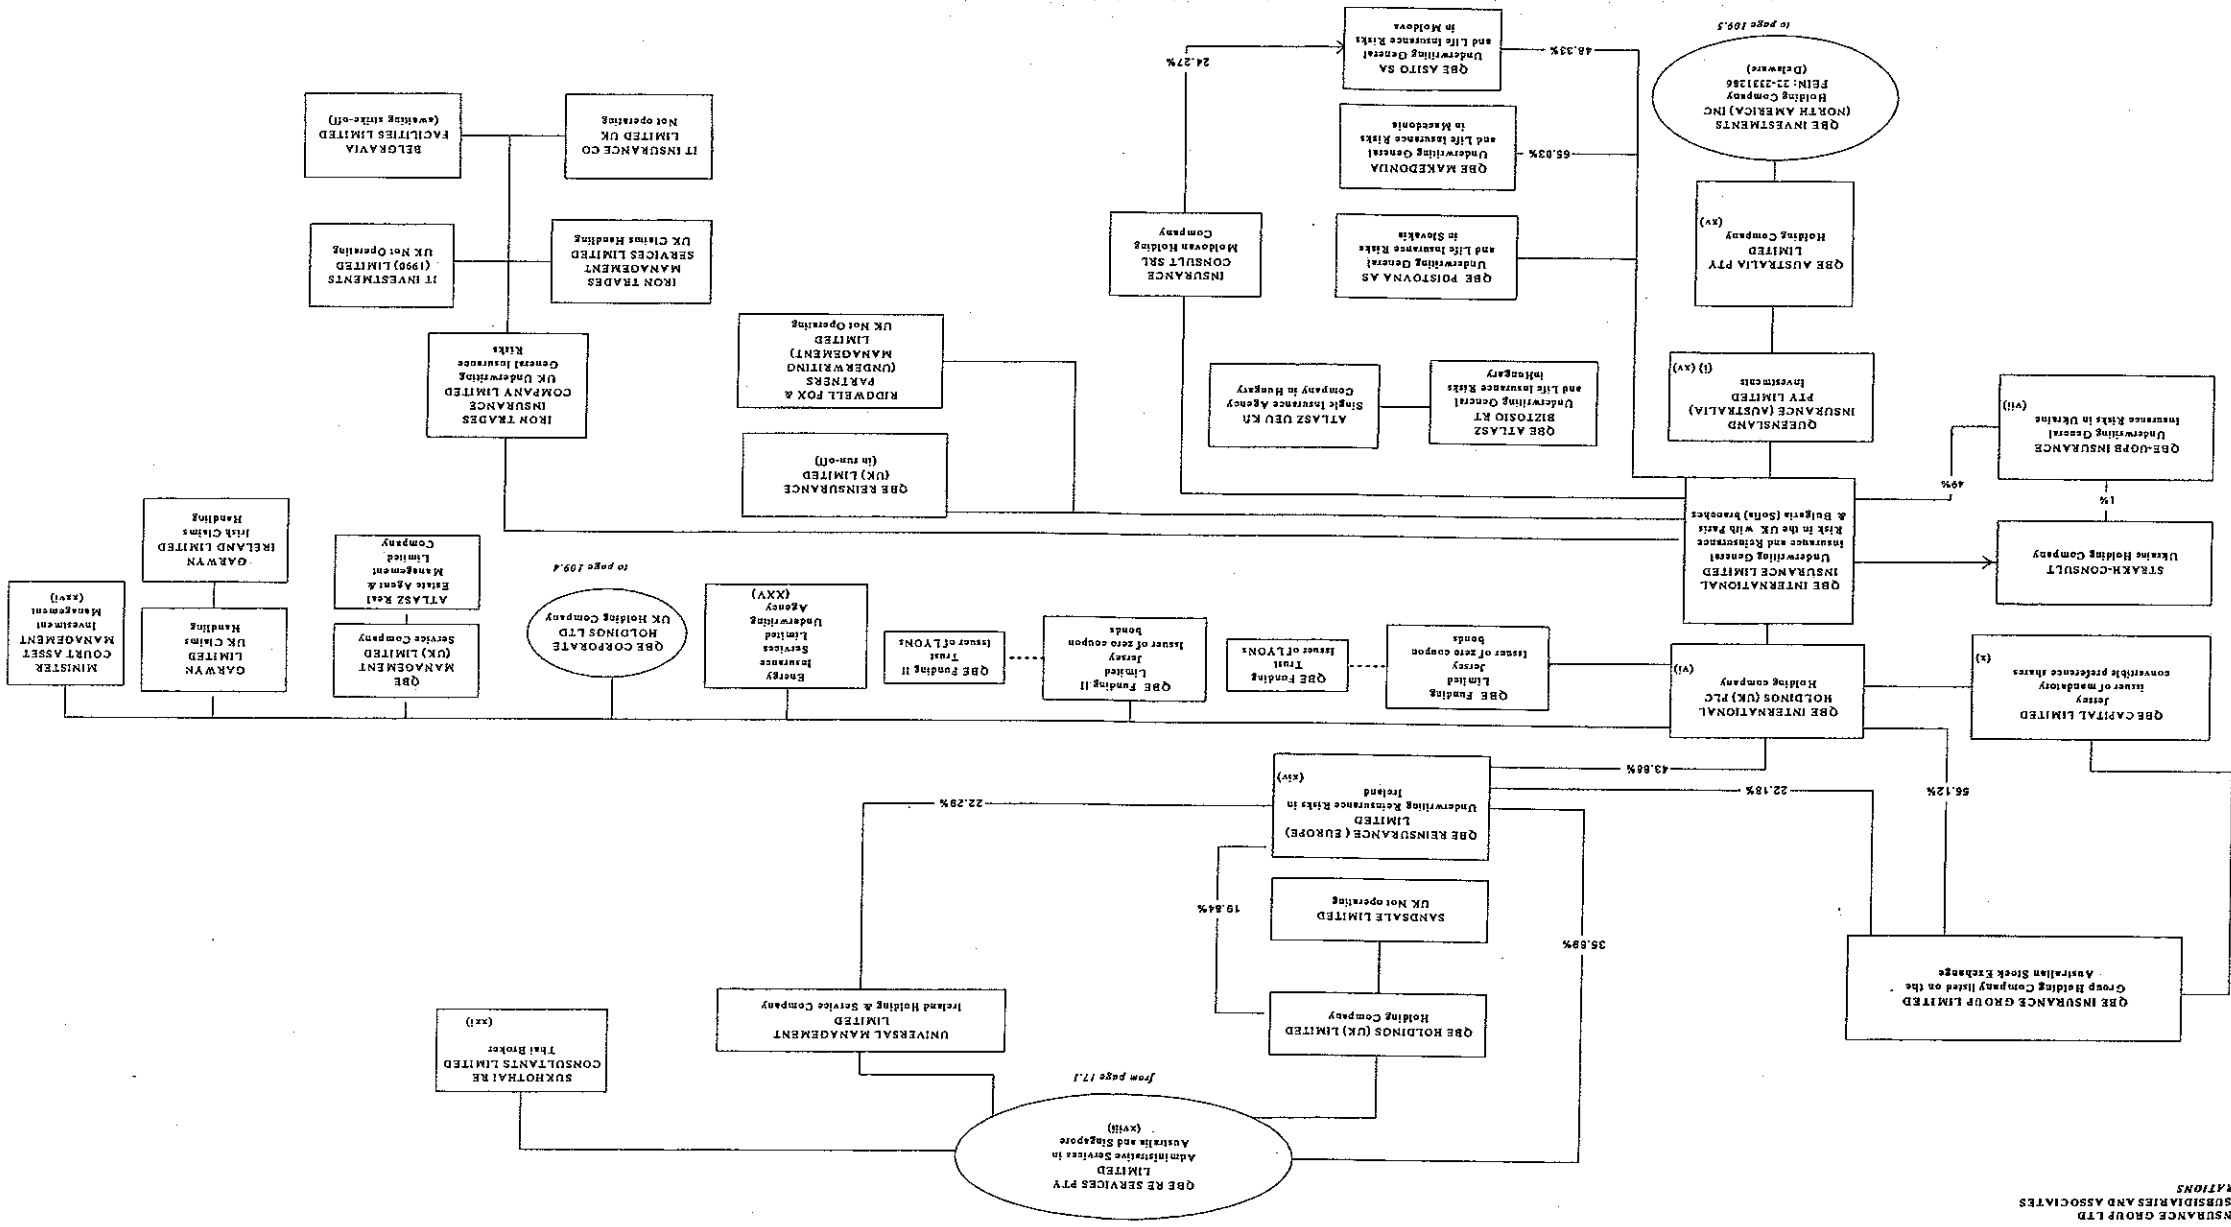 NSURANCE GROUP LTD
SUBSIDIARIES AND ASSOCIATES
RATIONS
QBE RE SERVICES PTY
LIMITED
Administrative Services in
Australia and Singapore
(xviii)
from page 17.1
SUKHOTHAI RE
CONSULTANTS LIMITED
Thai Broker
(xxi)
QBE INSURANCE GROUP LIMITED
Group Holding Company listed on the
Australian Stock Exchange
QBE HOLDINGS (UK) LIMITED
Holding Company
UNIVERSAL MANAGEMENT
LIMITED
Ireland Holding & Service Company
SANDSALE LIMITED
UK Not operating
35.69%
19.84%
QBE REINSURANCE (EUROPE)
LIMITED
Underwriting Reinsurance Risks in
Ireland
(xiv)
56.12%
22.18%
43.88%
22.29%
QBE CAPITAL LIMITED
Jersey
issuer of mandatory
convertible preference shares
(x)
QBE INTERNATIONAL
HOLDINGS (UK) PLC
Holding company
(vi)
QBE Funding
Limited
Jersey
Issuer of zero coupon
bonds
QBE Funding
Trust
Issuer of LYONs
QBE Funding II
Limited
Jersey
Issuer of zero coupon
bonds
QBE Funding II
Trust
Issuer of LYONs
Energy
Insurance
Services
Limited
Underwriting
Agency
(XXV)
QBE CORPORATE
HOLDINGS LTD
UK Holding Company
to page 109.4
QBE
MANAGEMENT
(UK) LIMITED
Service Company
ATLASZ Real
Estate Agent &
Management
Limited
Company
GARWYN
LIMITED
UK Claims
Handling
GARWYN
IRELAND LIMITED
Irish Claims
Handling
MINISTER
COURT ASSET
MANAGEMENT
Investment
Management
(xxvi)
STRAKH-CONSULT
Ukraine Holding Company
1%
QBE-UGPB INSURANCE
Underwriting General
Insurance Risks in Ukraine
(vii)
49%
QBE INTERNATIONAL
INSURANCE LIMITED
Underwriting General
Insurance and Reinsurance
Risk in the UK with Paris
& Bulgaria (Sofia) branches
QBE REINSURANCE
(UK) LIMITED
(in run-off)
RIDGWELL FOX &
PARTNERS
(UNDERWRITING
MANAGEMENT)
LIMITED
UK Not Operating
QUEENSLAND
INSURANCE (AUSTRALIA)
PTY LIMITED
Investments
(i) (xv)
QBE ATLASZ
BIZTOSIO RT
Underwriting General
and Life Insurance Risks
inHungary
ATLASZ UEU Kft
Single Insurance Agency
Company in Hungary
IRON TRADES
INSURANCE
COMPANY LIMITED
UK Underwriting
General Insurance
Risks
QBE AUSTRALIA PTY
LIMITED
Holding Company
(xv)
QBE POISTOVNA AS
Underwriting General
and Life Insurance Risks
in Slovakia
INSURANCE
CONSULT SRL
Moldovan Holding
Company
IRON TRADES
MANAGEMENT
SERVICES LIMITED
UK Claims Handling
IT INVESTMENTS
(1990) LIMITED
UK Not Operating
65.03%
QBE MAKEDONIJA
Underwriting General
and Life Insurance Risks
in Macedonia
IT INSURANCE CO
LIMITED UK
Not operating
BELGRAVIA
FACILITIES LIMITED
(awaiting strike-off)
QBE INVESTMENTS
(NORTH AMERICA) INC
Holding Company
FEIN: 22-2331286
(Delaware)
to page 109.5
48.33%
QBE ASITO SA
Underwriting General
and Life Insurance Risks
in Moldova
24.27%